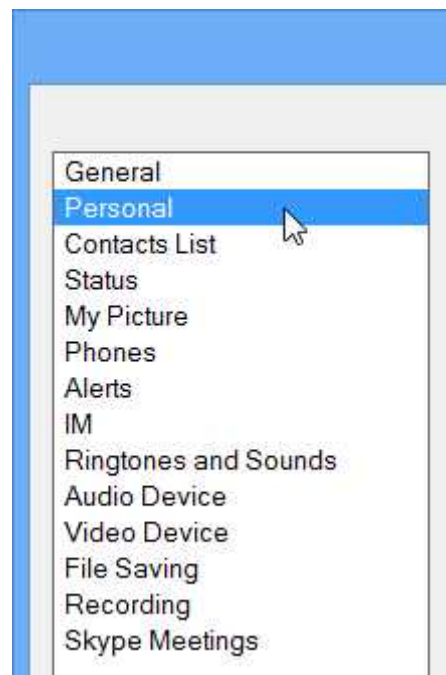 General
Personal
Contacts List
Status
My Picture
Phones
Alerts
IM
Ringtones and Sounds
Audio Device
Video Device
File Saving
Recording
Skype Meetings